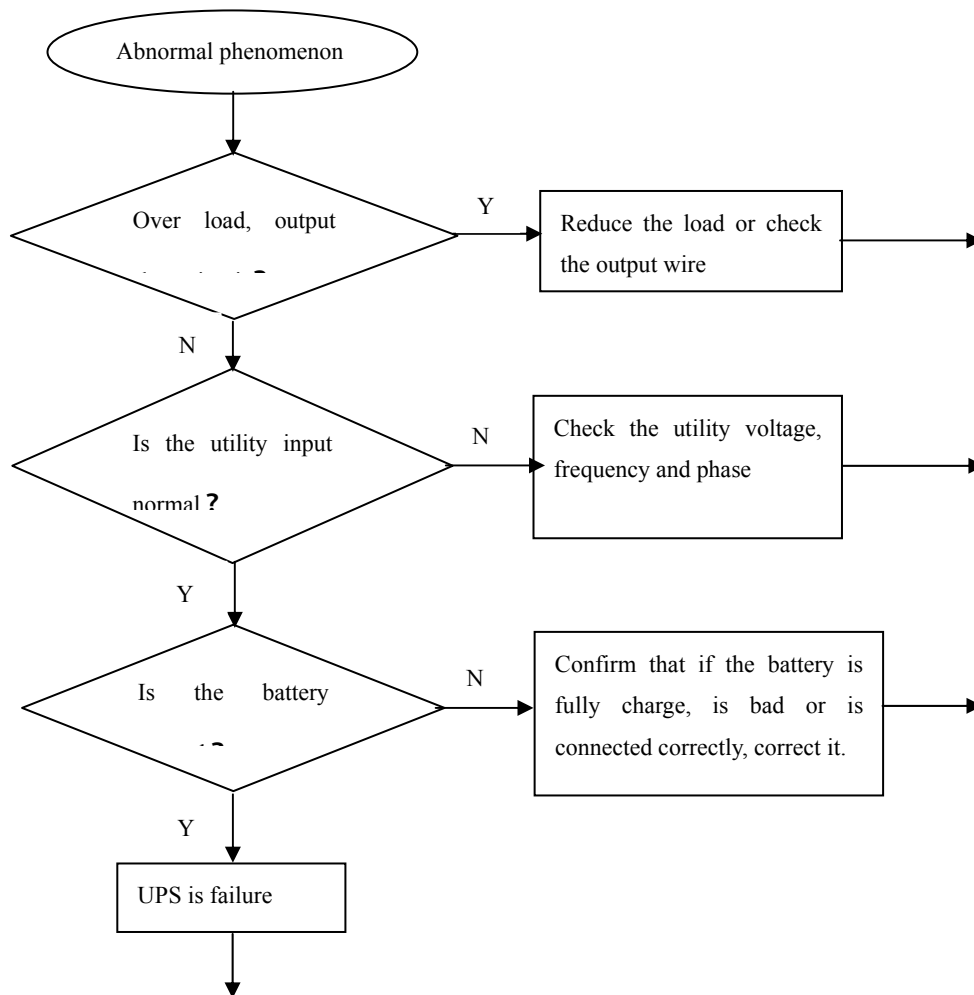 Abnormal phenomenon
Over load, output
?
Y
Reduce the load or check
the output wire
N
Is the utility input
normal ?
N
Check the utility voltage,
frequency and phase
Y
Is the battery
?
N
Confirm that if the battery is
fully charge, is bad or is
connected correctly, correct it.
Y
UPS is failure